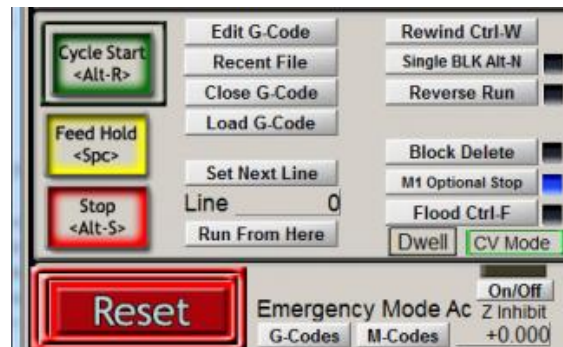 Cycle Start
<Alt-R>
Edit G-Code
Recent File
Close G-Code
Load G-Code
Rewind Ctrl-W
Single BLK Alt-N
Reverse Run
Feed Hold
<Spc>
Set Next Line
Line 0
Run From Here
Block Delete
M1 Optional Stop
Flood Ctrl-F
Dwell CV Mode
Stop
<Alt-S>
Reset
Emergency Mode Ac
G-Codes M-Codes
On/Off
Z Inhibit
+0.000